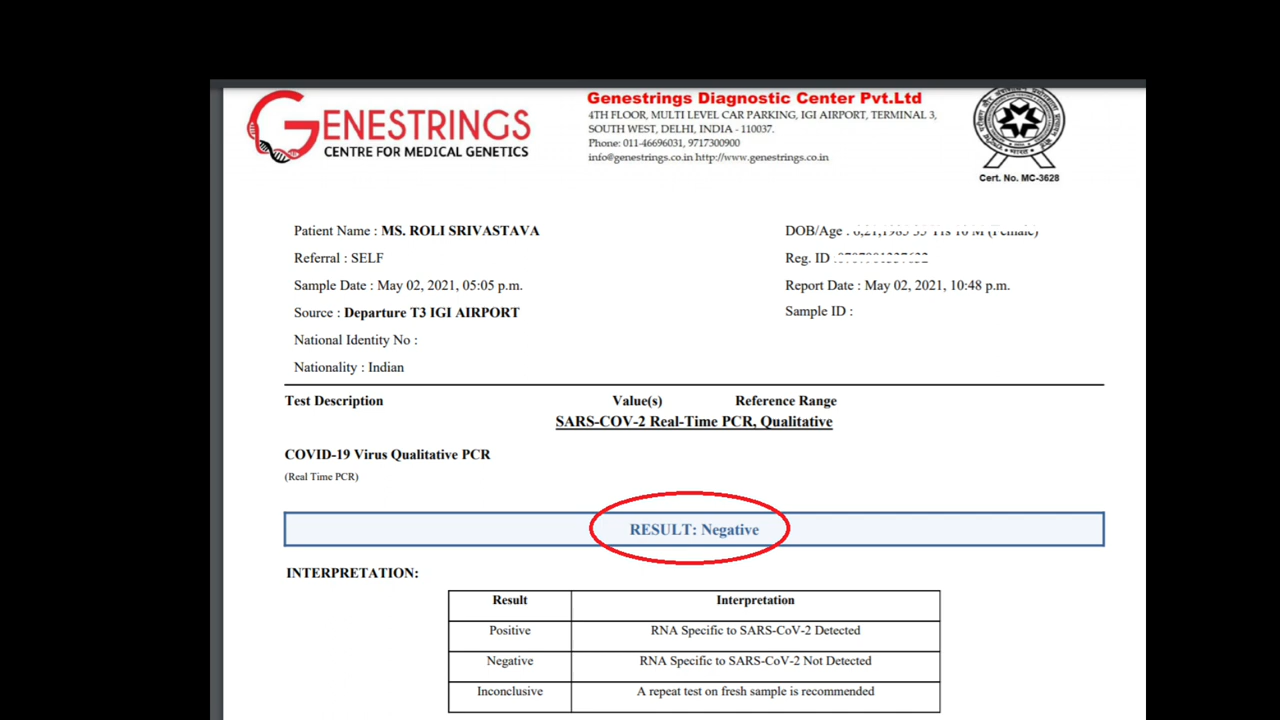 GENESTRINGS
CENTRE FOR MEDICAL GENETICS
Genestrings Diagnostic Center Pvt.Ltd
4TH FLOOR, MULTI LEVEL CAR PARKING, IGI AIRPORT, TERMINAL 3,
SOUTH WEST, DELHI, INDIA - 110037.
Phone: 011-46696031, 9717300900
info@genestrings.co.in http://www.genestrings.co.in
Cert. No. MC-3628
Patient Name : MS. ROLI SRIVASTAVA
DOB/Age :
Referral : SELF
Reg. ID
Sample Date : May 02, 2021, 05:05 p.m.
Report Date : May 02, 2021, 10:48 p.m.
Source : Departure T3 IGI AIRPORT
Sample ID :
National Identity No :
Nationality : Indian
Test Description Value(s) Reference Range
SARS-COV-2 Real-Time PCR, Qualitative
COVID-19 Virus Qualitative PCR
(Real Time PCR)
RESULT: Negative
INTERPRETATION:
Result Interpretation
Positive RNA Specific to SARS-CoV-2 Detected
Negative RNA Specific to SARS-CoV-2 Not Detected
Inconclusive A repeat test on fresh sample is recommended